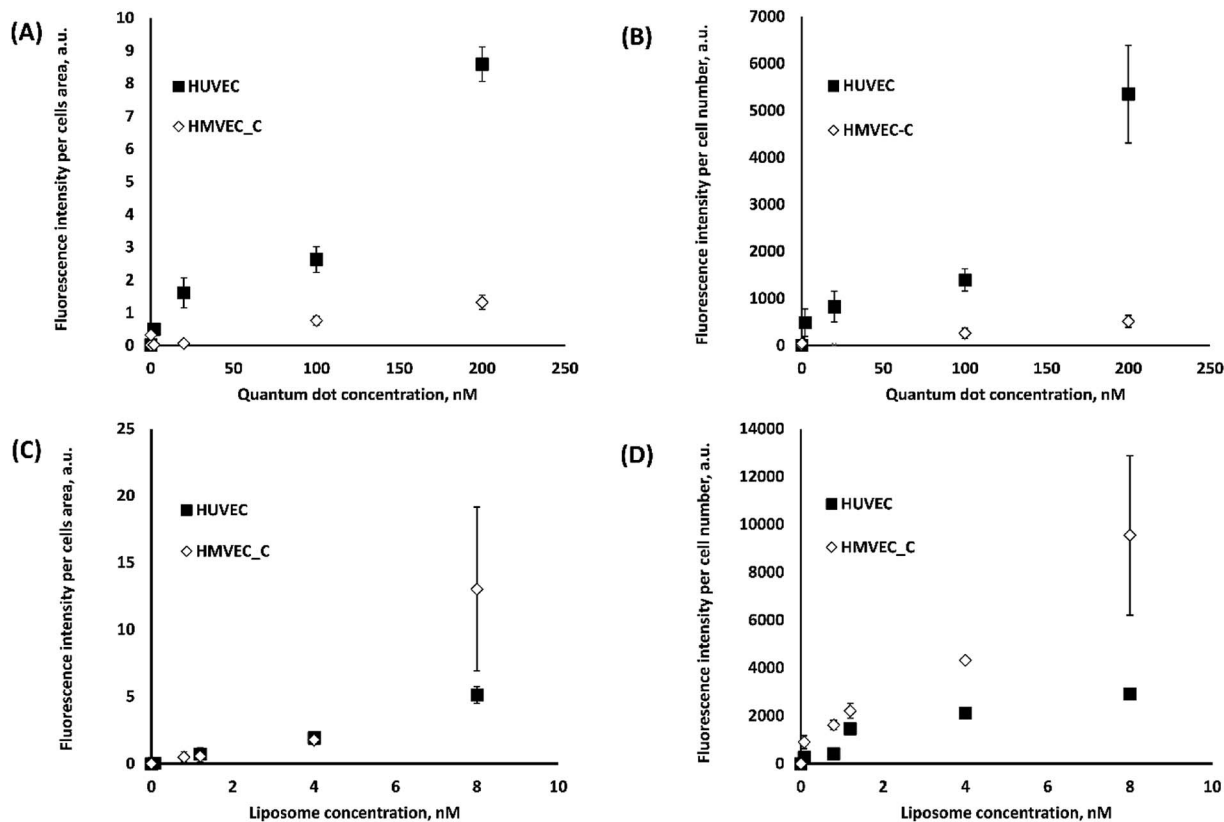 (A)
Fluorescence intensity per cells area, a.u.
10
9
8
7
6
5
4
3
2
1
0
HUVEC
HMVEC_C
0 50 100 150 200 250
Quantum dot concentration, nM
(B)
Fluorescence intensity per cell number, a.u.
7000
6000
5000
4000
3000
2000
1000
0
HUVEC
HMVEC-C
0 50 100 150 200 250
Quantum dot concentration, nM
(C)
Fluorescence intensity per cells area, a.u.
25
20
15
10
5
0
HUVEC
HMVEC_C
0 2 4 6 8 10
Liposome concentration, nM
(D)
Fluorescence intensity per cell number, a.u.
14000
12000
10000
8000
6000
4000
2000
0
HUVEC
HMVEC_C
0 2 4 6 8 10
Liposome concentration, nM